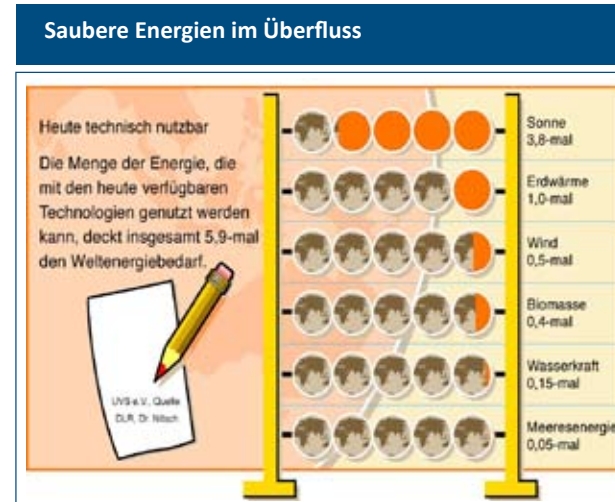 Saubere Energien im Überfluss
Heute technisch nutzbar
Die Menge der Energie, die
mit den heute verfügbaren
Technologien genutzt werden
kann, deckt insgesamt 5,9-mal
den Weltenergiebedarf.
UVS e.V., Quelle
DLR, Dr. Nitsch
Sonne
3,8-mal
Erdwärme
1,0-mal
Wind
0,5-mal
Biomasse
0,4-mal
Wasserkraft
0,15-mal
Meeresenergie
0,05-mal